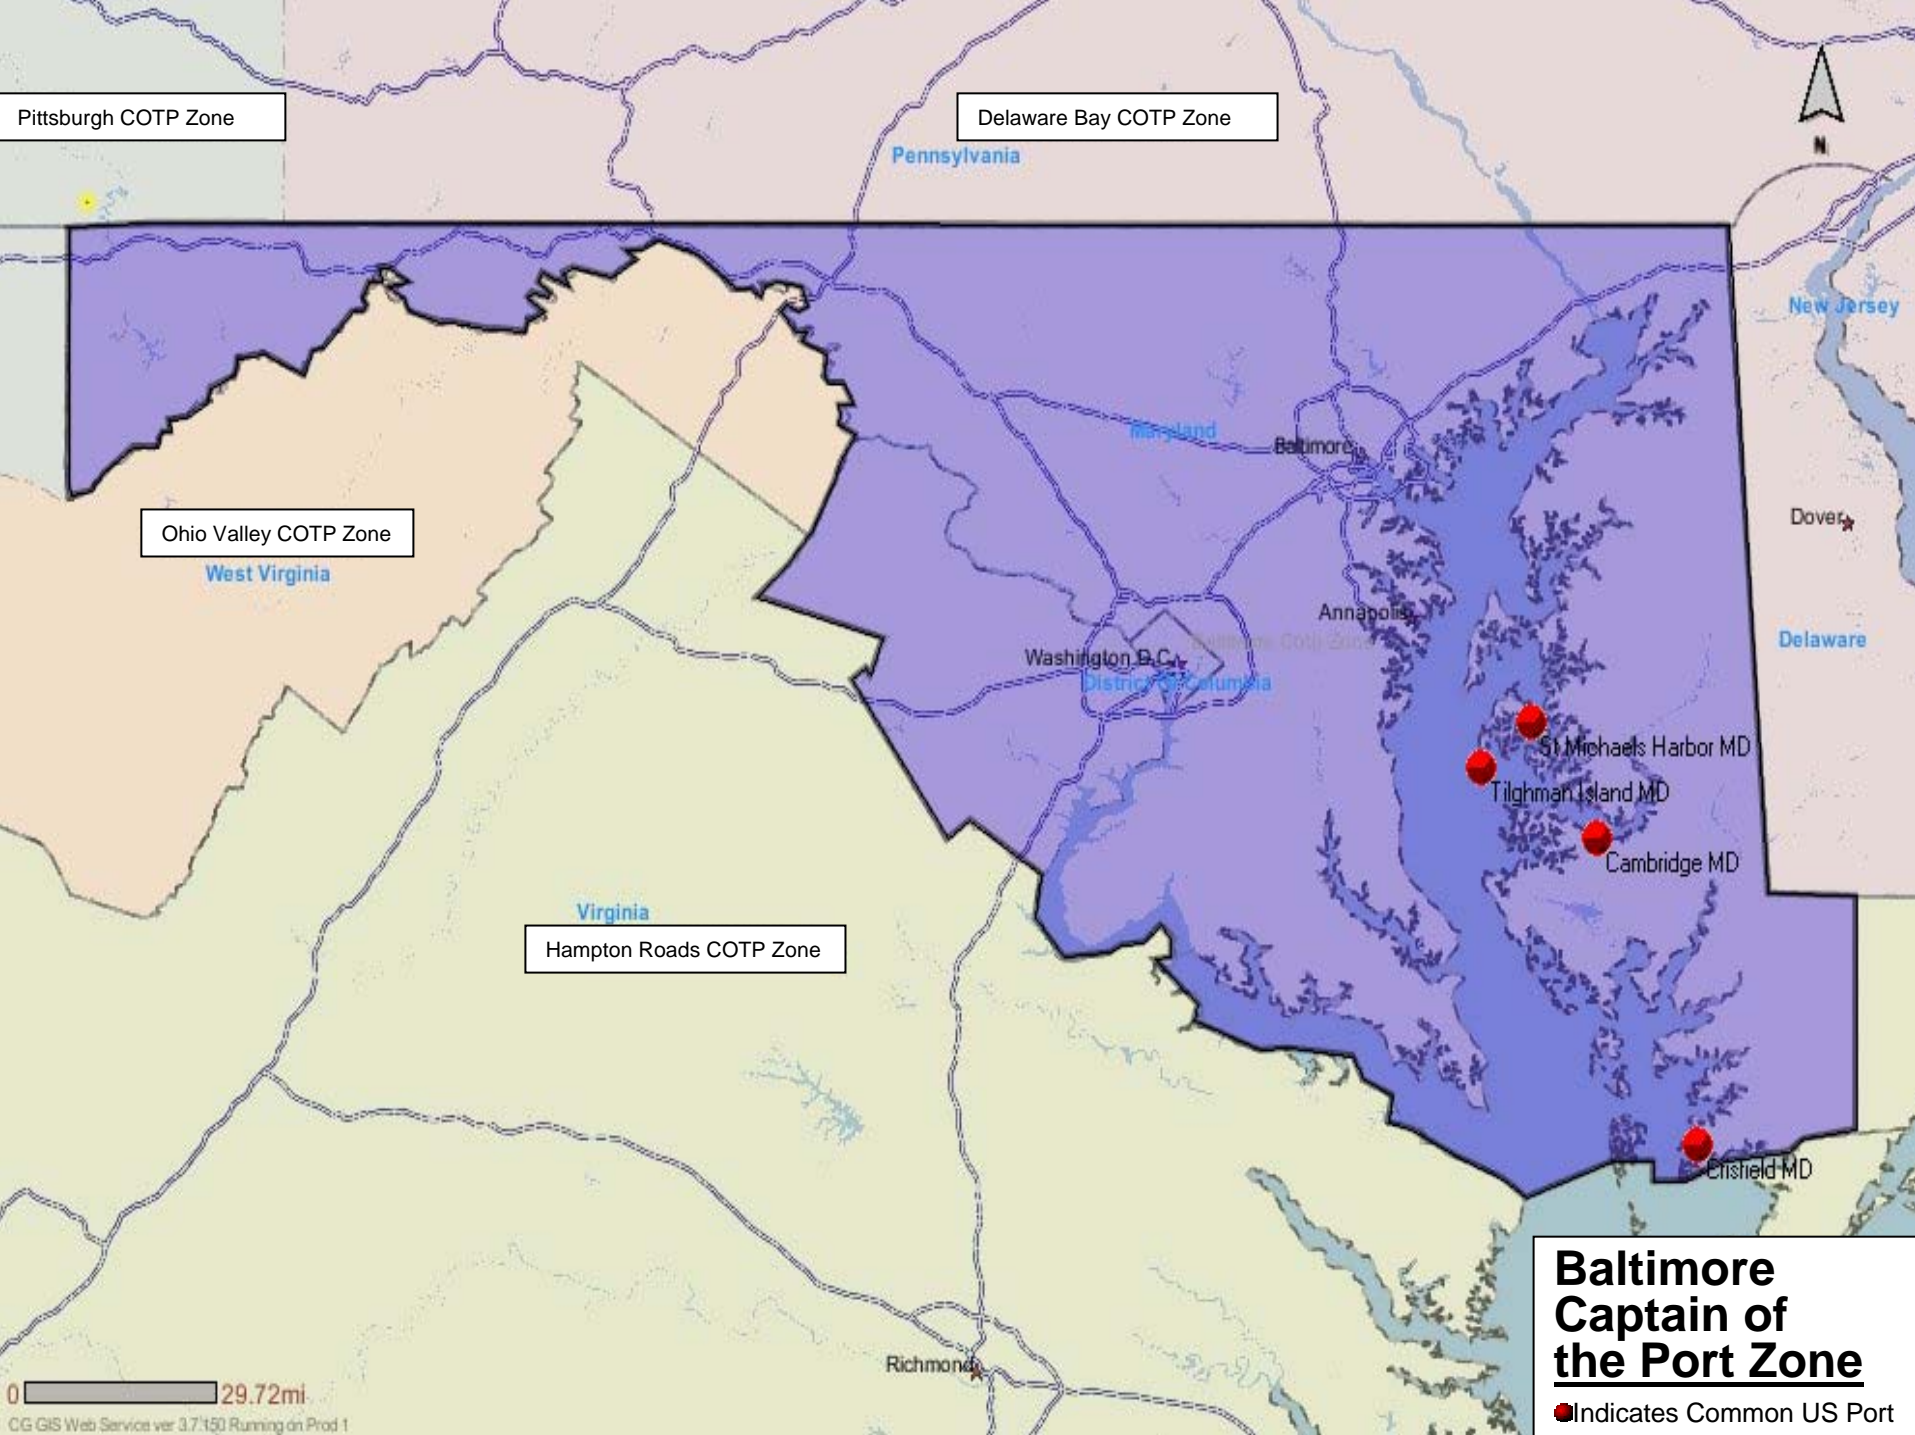 Pittsburgh COTP Zone
Delaware Bay COTP Zone
N
Pennsylvania
New Jersey
Maryland
Baltimore
Dover
Ohio Valley COTP Zone
West Virginia
Annapolis
Baltimore Cotp Zone
Delaware
Washington D.C.
District Of Columbia
St Michaels Harbor MD
Tilghman Island MD
Cambridge MD
Virginia
Hampton Roads COTP Zone
Crisfield MD
Baltimore
Captain of
the Port Zone
Indicates Common US Port
Richmond
0 29.72mi
CG GIS Web Service ver 3.7.150 Running on Prod 1